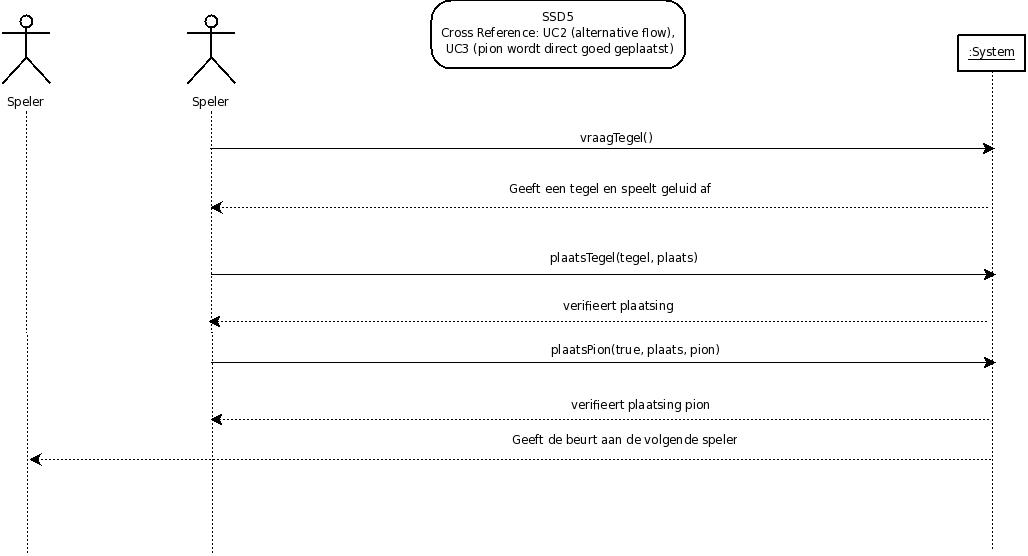 SSD5
Cross Reference: UC2 (alternative flow),
UC3 (pion wordt direct goed geplaatst)
:System
Speler
Speler
vraagTegel()
Geeft een tegel en speelt geluid af
plaatsTegel(tegel, plaats)
verifieert plaatsing
plaatsPion(true, plaats, pion)
verifieert plaatsing pion
Geeft de beurt aan de volgende speler